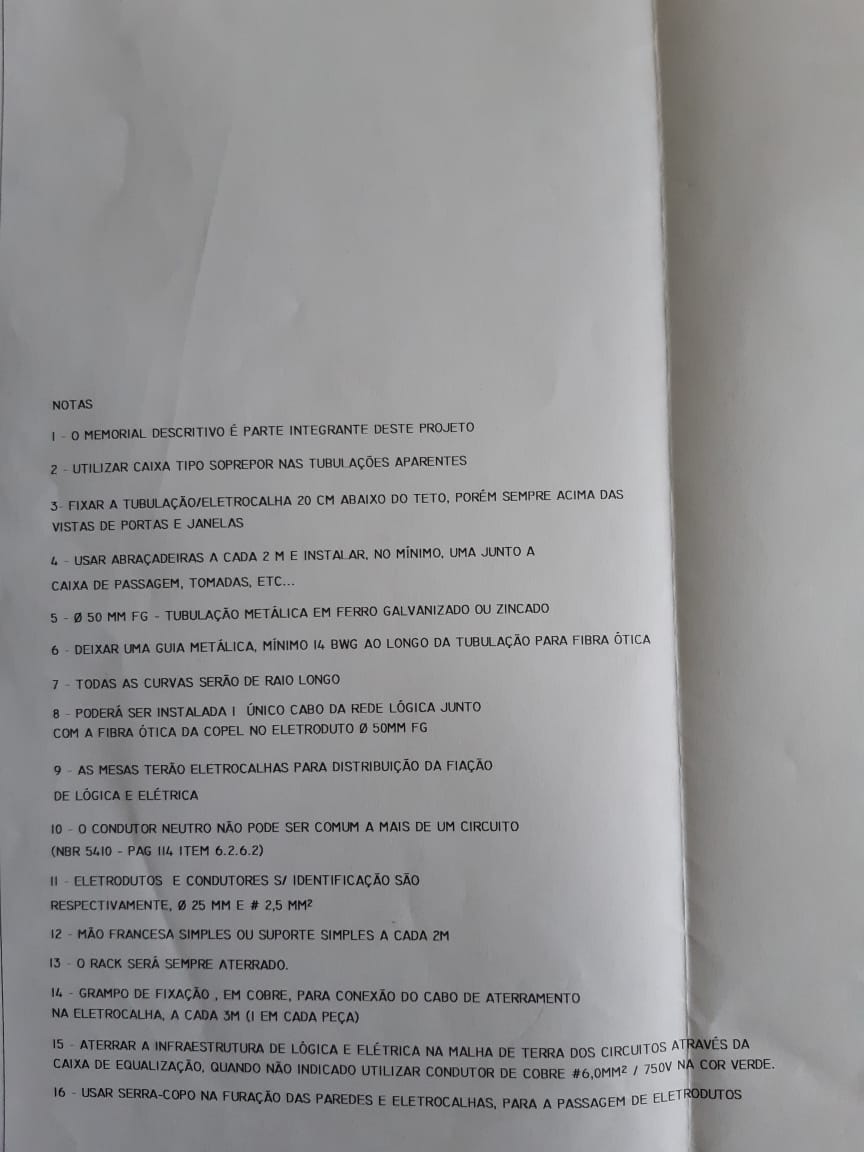 NOTAS
1 - O MEMORIAL DESCRITIVO É PARTE INTEGRANTE DESTE PROJETO
2 - UTILIZAR CAIXA TIPO SOPREPOR NAS TUBULAÇÕES APARENTES
3- FIXAR A TUBULAÇÃO/ELETROCALHA 20 CM ABAIXO DO TETO, PORÉM SEMPRE ACIMA DAS
VISTAS DE PORTAS E JANELAS
4 - USAR ABRAÇADEIRAS A CADA 2 M E INSTALAR, NO MÍNIMO, UMA JUNTO A
CAIXA DE PASSAGEM, TOMADAS, ETC...
5 - Ø 50 MM FG - TUBULAÇÃO METÁLICA EM FERRO GALVANIZADO OU ZINCADO
6 - DEIXAR UMA GUIA METÁLICA, MÍNIMO 14 BWG AO LONGO DA TUBULAÇÃO PARA FIBRA ÓTICA
7 - TODAS AS CURVAS SERÃO DE RAIO LONGO
8 - PODERÁ SER INSTALADA 1 ÚNICO CABO DA REDE LÓGICA JUNTO
COM A FIBRA ÓTICA DA COPEL NO ELETRODUTO Ø 50MM FG
9 - AS MESAS TERÃO ELETROCALHAS PARA DISTRIBUIÇÃO DA FIAÇÃO
DE LÓGICA E ELÉTRICA
10 - O CONDUTOR NEUTRO NÃO PODE SER COMUM A MAIS DE UM CIRCUITO
(NBR 5410 - PAG 114 ITEM 6.2.6.2)
11 - ELETRODUTOS E CONDUTORES S/ IDENTIFICAÇÃO SÃO
RESPECTIVAMENTE, Ø 25 MM E # 2,5 MM²
12 - MÃO FRANCESA SIMPLES OU SUPORTE SIMPLES A CADA 2M
13 - O RACK SERÁ SEMPRE ATERRADO.
14 - GRAMPO DE FIXAÇÃO , EM COBRE, PARA CONEXÃO DO CABO DE ATERRAMENTO
NA ELETROCALHA, A CADA 3M (1 EM CADA PEÇA)
15 - ATERRAR A INFRAESTRUTURA DE LÓGICA E ELÉTRICA NA MALHA DE TERRA DOS CIRCUITOS ATRAVÉS DA
CAIXA DE EQUALIZAÇÃO, QUANDO NÃO INDICADO UTILIZAR CONDUTOR DE COBRE #6,0MM² / 750V NA COR VERDE.
16 - USAR SERRA-COPO NA FURAÇÃO DAS PAREDES E ELETROCALHAS, PARA A PASSAGEM DE ELETRODUTOS